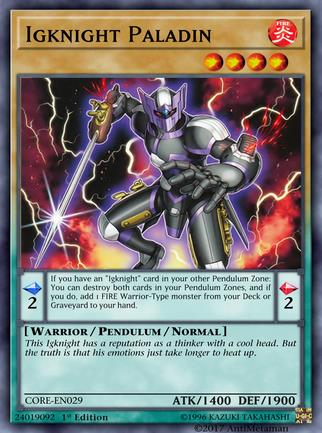 Igknight Paladin
FIRE
炎
If you have an "Igknight" card in your other Pendulum Zone:
You can destroy both cards in your Pendulum Zones, and if
you do, add 1 FIRE Warrior-Type monster from your Deck or
Graveyard to your hand.
2
2
[Warrior / Pendulum / Normal]
This Igknight has a reputation as a thinker with a cool head. But
the truth is that his emotions just take longer to heat up.
CORE-EN029
ATK/1400 DEF/1900
24019092 1st Edition
©1996 KAZUKI TAKAHASHI
©2017 AntiMetaman